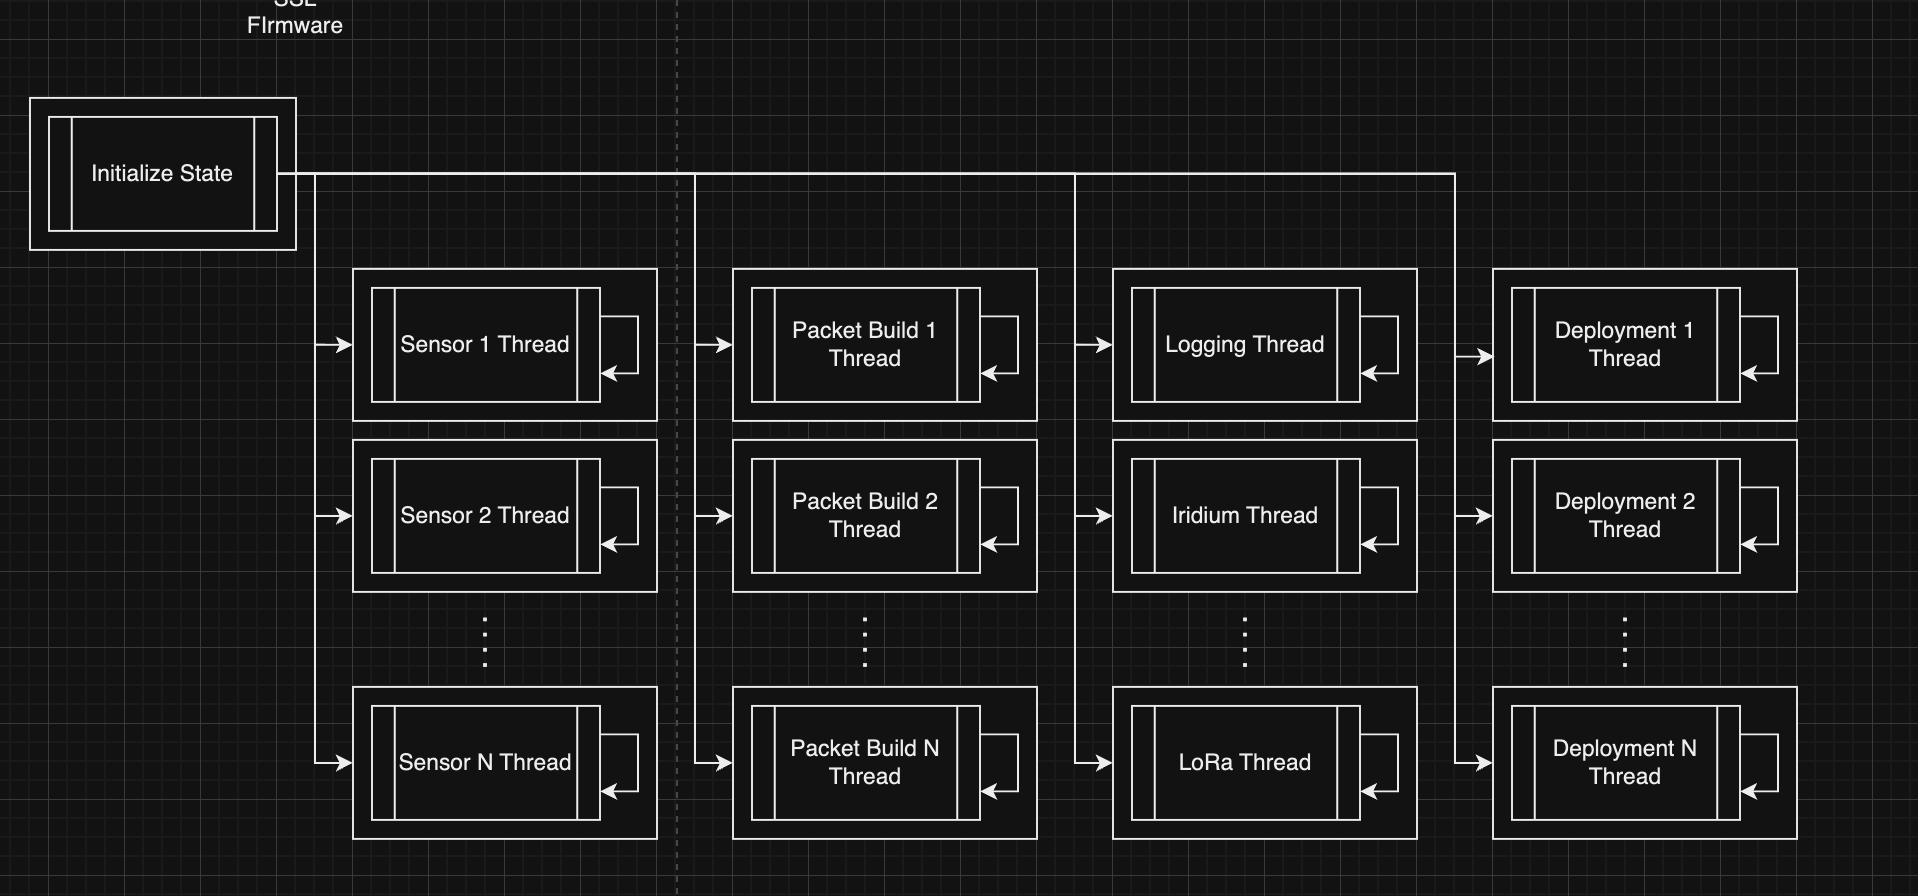 FIrmware
Initialize State
Sensor 1 Thread
Packet Build 1
Thread
Logging Thread
Deployment 1
Thread
Sensor 2 Thread
Packet Build 2
Thread
Iridium Thread
Deployment 2
Thread
Sensor N Thread
Packet Build N
Thread
LoRa Thread
Deployment N
Thread